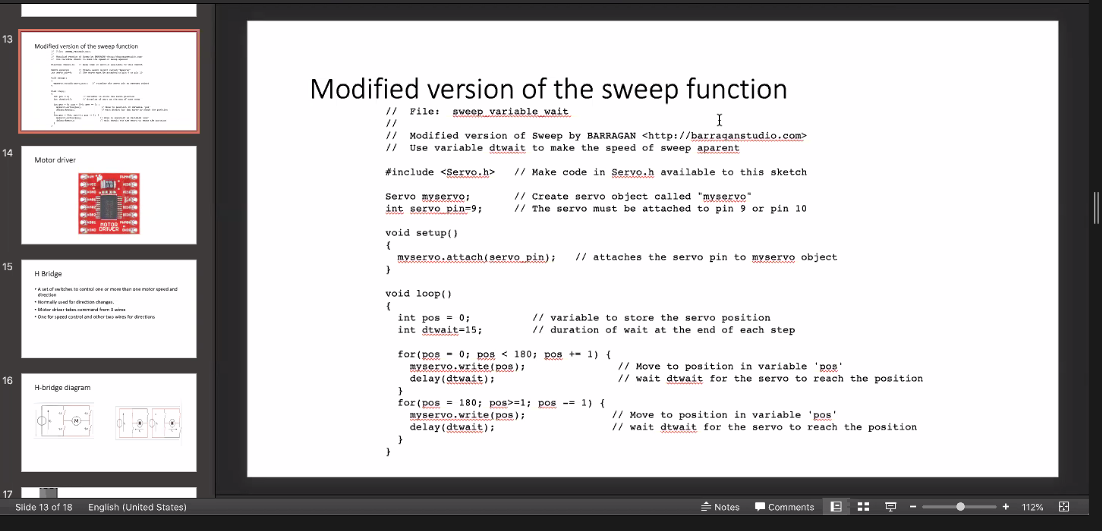 13
Modified version of the sweep function
14
Motor driver
MOTOR
DRIVER
15
H Bridge
• A set of switches to control one or more than one motor speed and
direction
• Normally used for direction changes.
• Motor driver takes command from 3 wires
• One for speed control and other two wires for directions.
16
H-bridge diagram
M
17
Modified version of the sweep function
// File: sweep_variable_wait
//
// Modified version of Sweep by BARRAGAN <http://barraganstudio.com>
// Use variable dtwait to make the speed of sweep aparent
#include <Servo.h> // Make code in Servo.h available to this sketch
Servo myservo; // Create servo object called "myservo"
int servo_pin=9; // The servo must be attached to pin 9 or pin 10
void setup()
{
myservo.attach(servo_pin); // attaches the servo pin to myservo object
}
void loop()
{
int pos = 0; // variable to store the servo position
int dtwait=15; // duration of wait at the end of each step
for(pos = 0; pos < 180; pos += 1) {
myservo.write(pos); // Move to position in variable 'pos'
delay(dtwait); // wait dtwait for the servo to reach the position
}
for(pos = 180; pos>=1; pos -= 1) {
myservo.write(pos); // Move to position in variable 'pos'
delay(dtwait); // wait dtwait for the servo to reach the position
}
}
Slide 13 of 18 English (United States) Notes Comments 112%